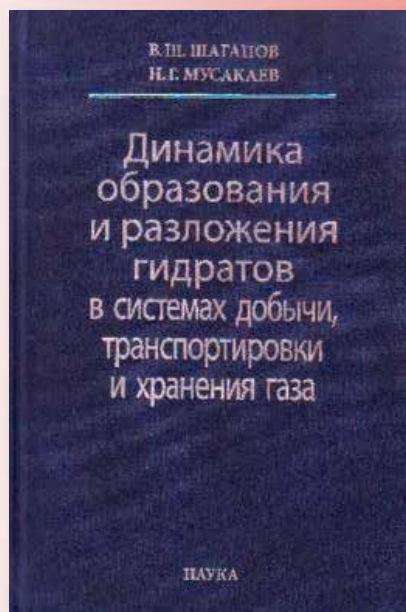 В.Ш. ШАГАПОВ
Н.Г. МУСАКАЕВ
Динамика
образования
и разложения
гидратов
в системах добычи,
транспортировки
и хранения газа
НАУКА